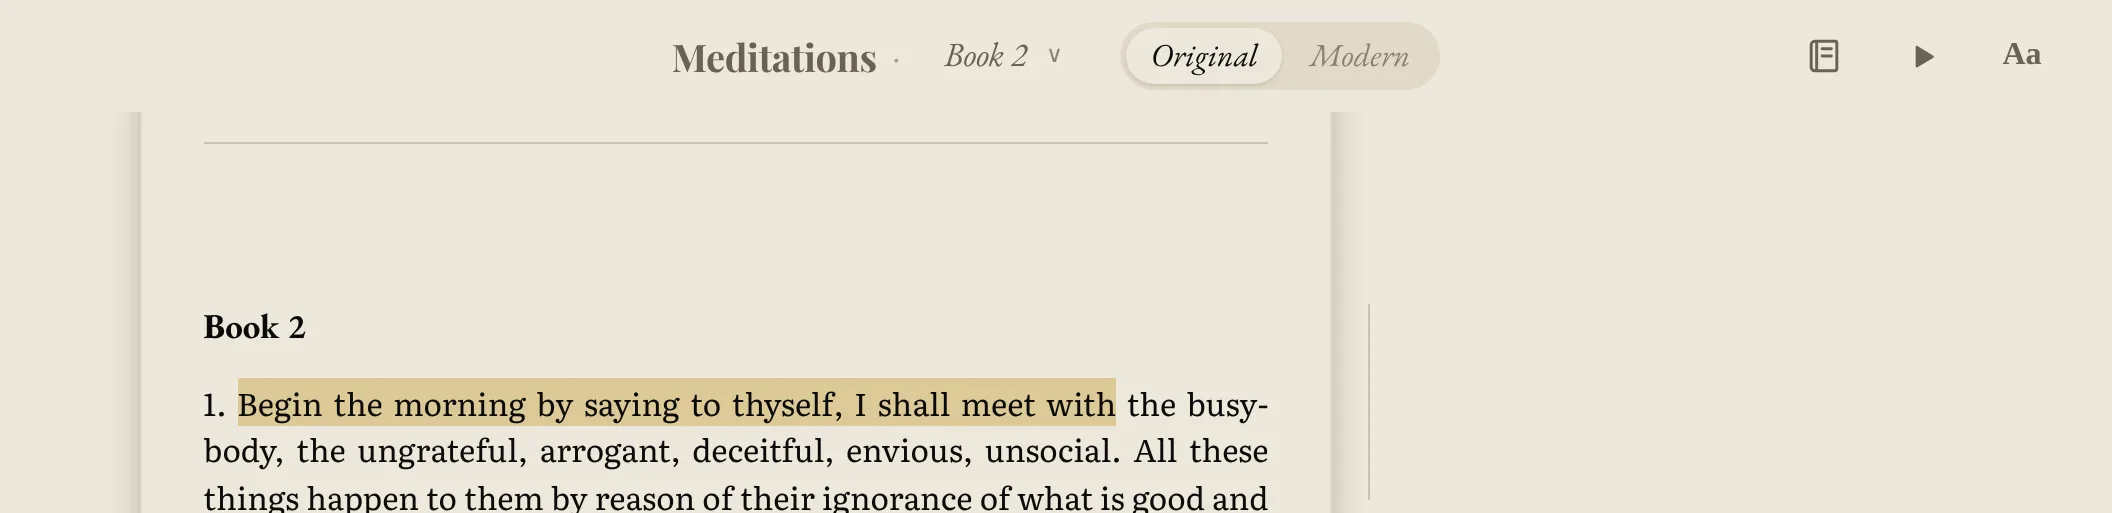 Meditations · Book 2 ∨ Original Modern Aa
Book 2
1. Begin the morning by saying to thyself, I shall meet with the busy-
body, the ungrateful, arrogant, deceitful, envious, unsocial. All these
things happen to them by reason of their ignorance of what is good and